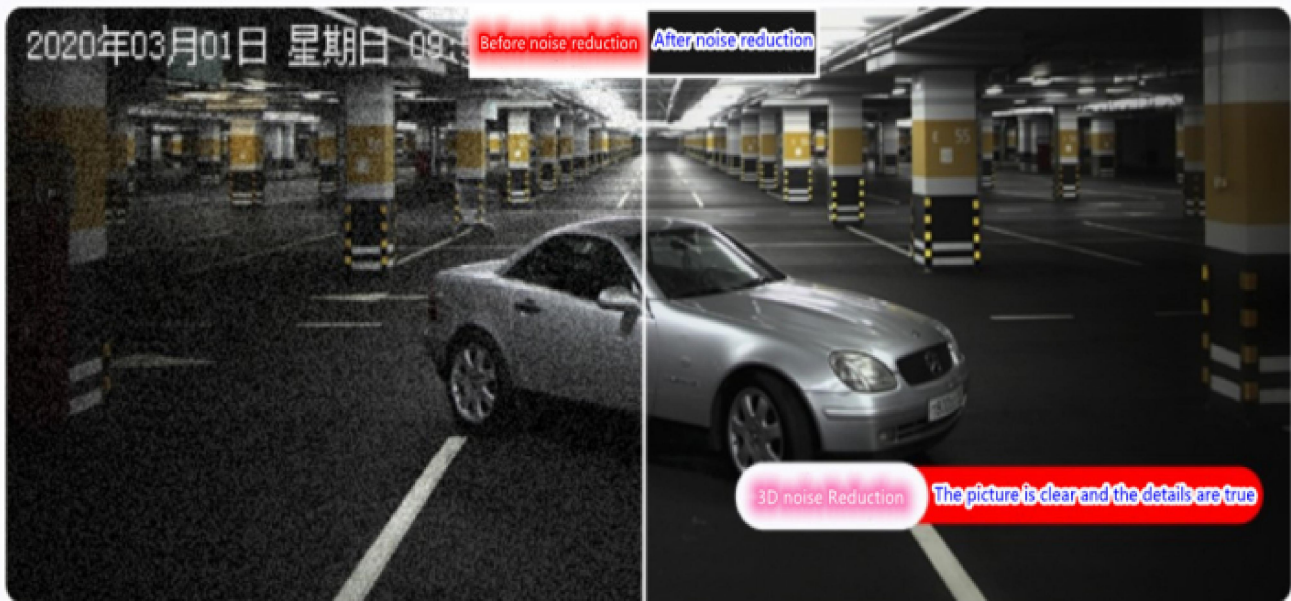 2020年03月01日 星期日 09:
Before noise reduction
After noise reduction
55
3D noise Reduction
The picture is clear and the details are true